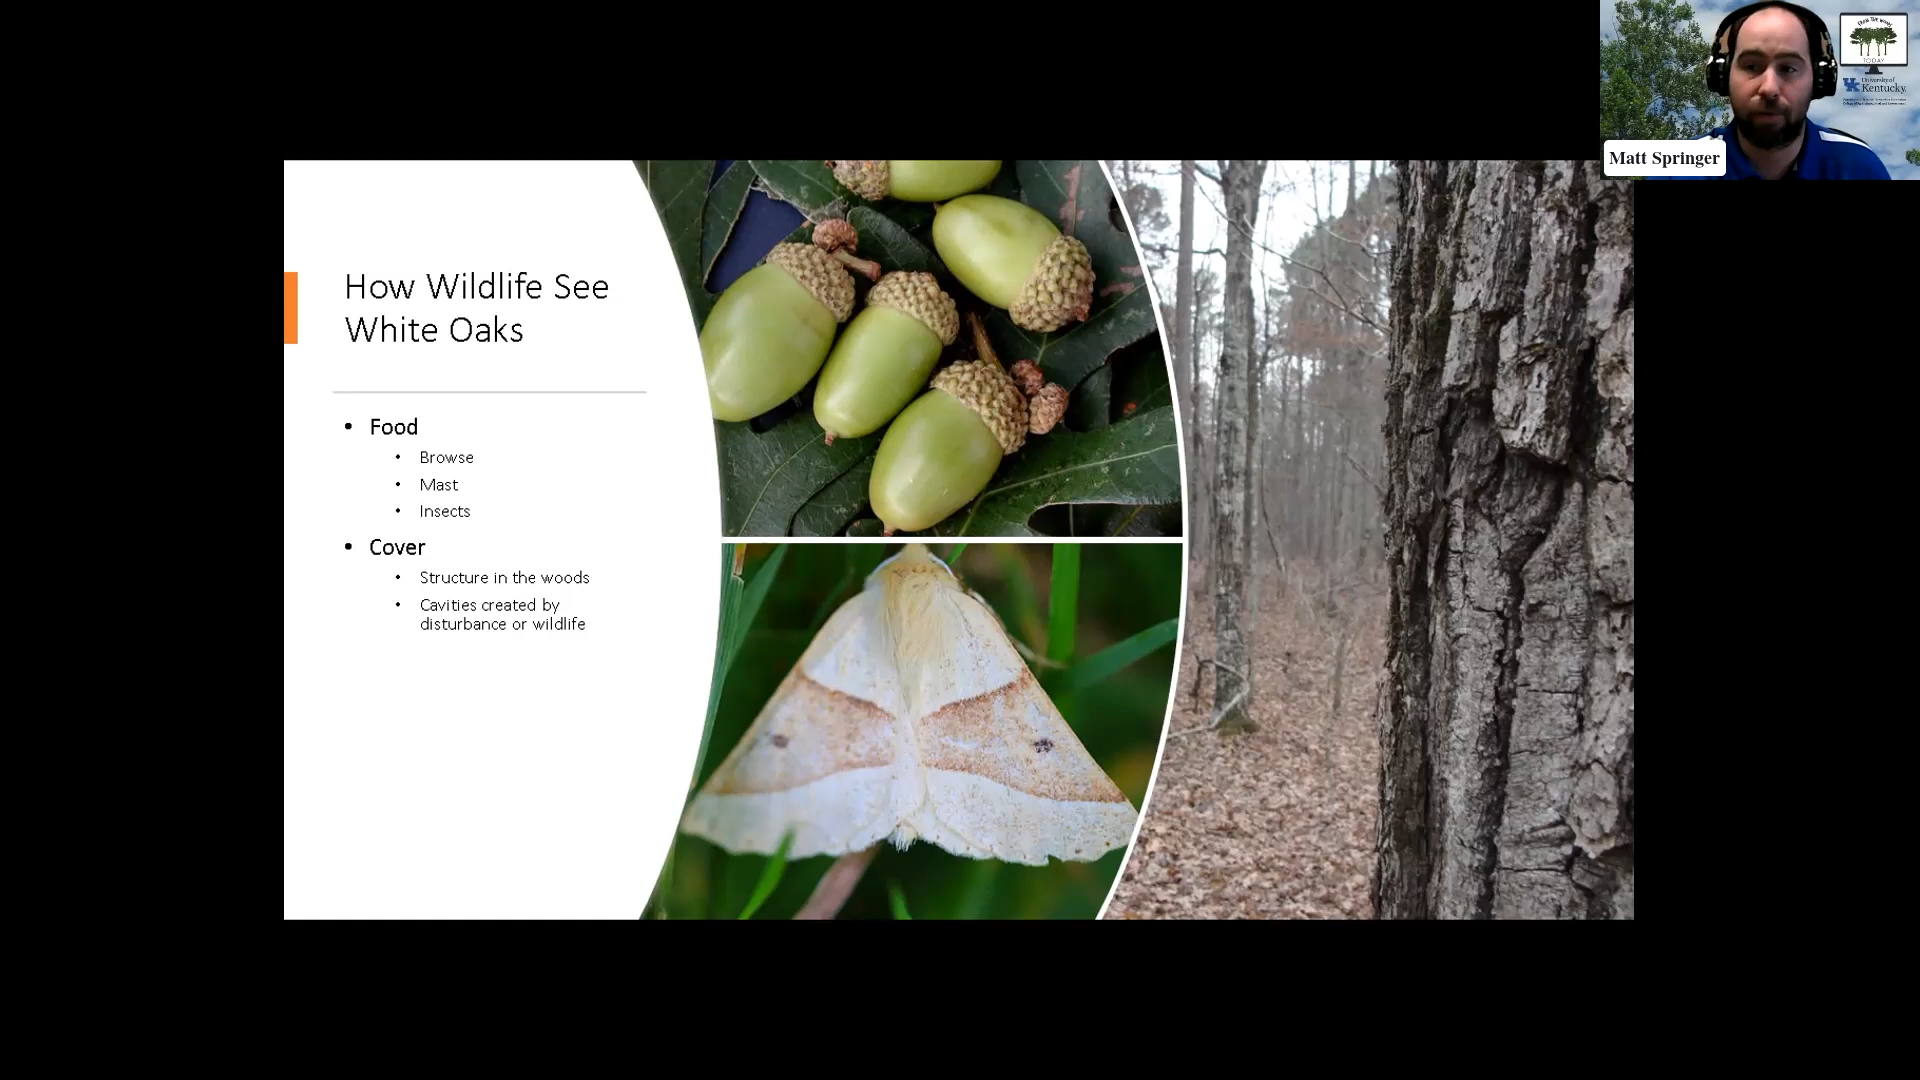 How Wildlife See
White Oaks
• Food
• Browse
• Mast
• Insects
• Cover
• Structure in the woods
• Cavities created by
disturbance or wildlife
Matt Springer
TODAY
University of
Kentucky